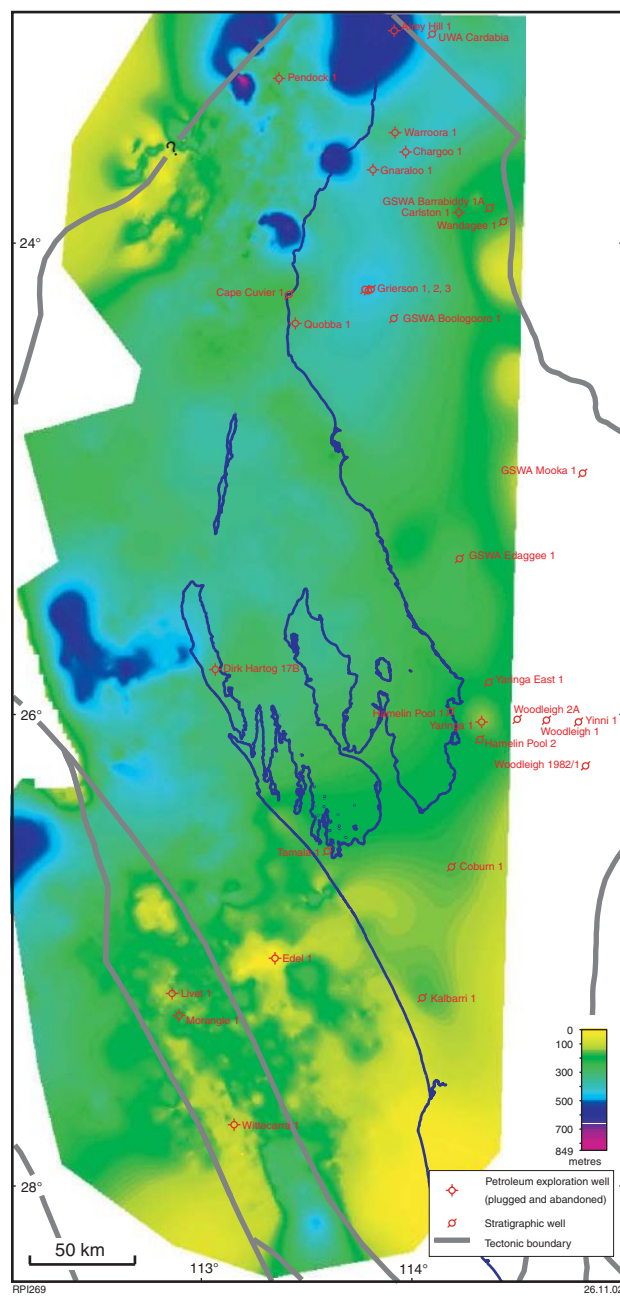 UWA Cardabia
Pendock 1
Warroora 1
Chargoo 1
Gnaraloo 1
?
GSWA Barrabiddy 1A
Carlston 1
Wandagee 1
24°
Cape Cuvier 1
Grierson 1, 2, 3
Quobba 1
GSWA Boologooro 1
GSWA Mooka 1
GSWA Edaggee 1
Dirk Hartog 17B
Yaringa East 1
Hamelin Pool 1
26°
Yaringa 1
Woodleigh 2A
Woodleigh 1
Yinni 1
Hamelin Pool 2
Woodleigh 1982/1
Tamala 1
Coburn 1
Edel 1
Livet 1
Kalbarri 1
Morangie 1
Wittecarra 1
0
100
300
500
700
849
metres
Petroleum exploration well
(plugged and abandoned)
Stratigraphic well
Tectonic boundary
28°
50 km
113°
114°
RPI269
26.11.02